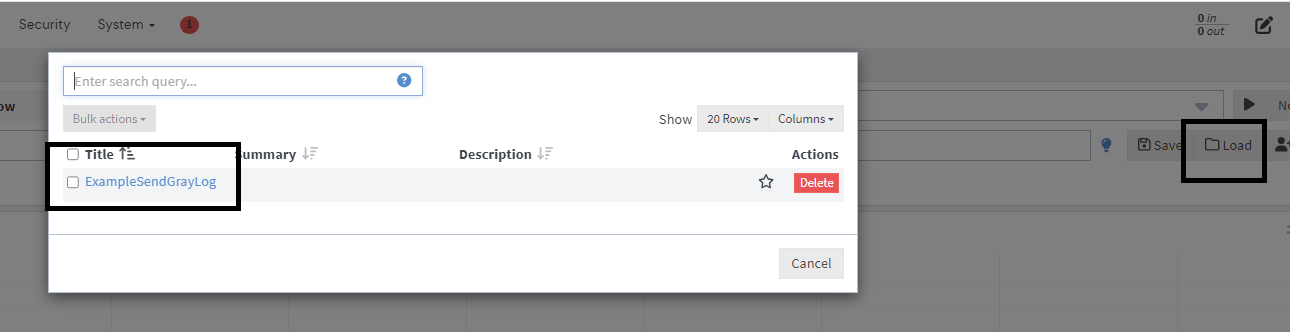 Security System 1 0 in
0 out
Enter search query... ?
ow No
Bulk actions Show 20 Rows Columns
Save Load
Title Summary Description Actions
ExampleSendGrayLog Delete
Cancel